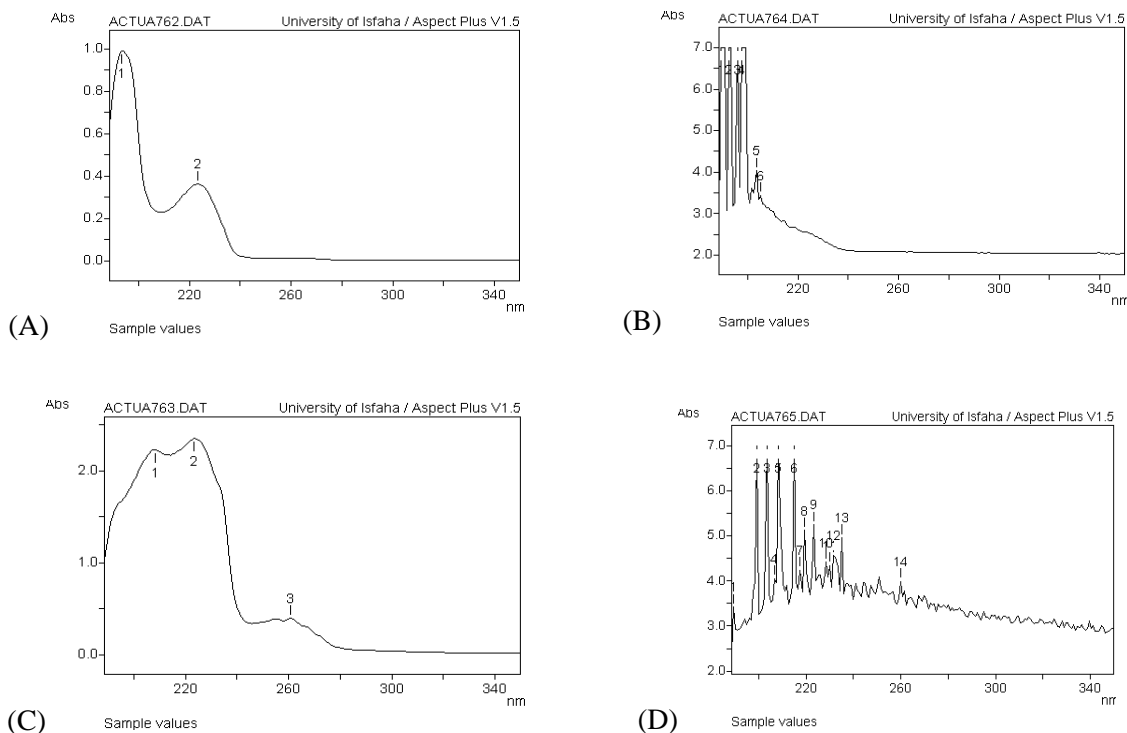 Abs ACTUA762.DAT University of Isfaha / Aspect Plus V1.5
1.0
0.8
0.6
0.4
0.2
0.0
1
2
220 260 300 340
nm
(A) Sample values
Abs ACTUA764.DAT University of Isfaha / Aspect Plus V1.5
7.0
6.0
5.0
4.0
3.0
2.0
1 2 3 4
5
6
220 260 300 340
nm
(B) Sample values
Abs ACTUA763.DAT University of Isfaha / Aspect Plus V1.5
2.0
1.0
0.0
1 2
3
220 260 300 340
nm
(C) Sample values
Abs ACTUA765.DAT University of Isfaha / Aspect Plus V1.5
7.0
6.0
5.0
4.0
3.0
2.0
2 3 5 6
4
7
8 9
10 12 13
14
220 260 300 340
nm
(D) Sample values